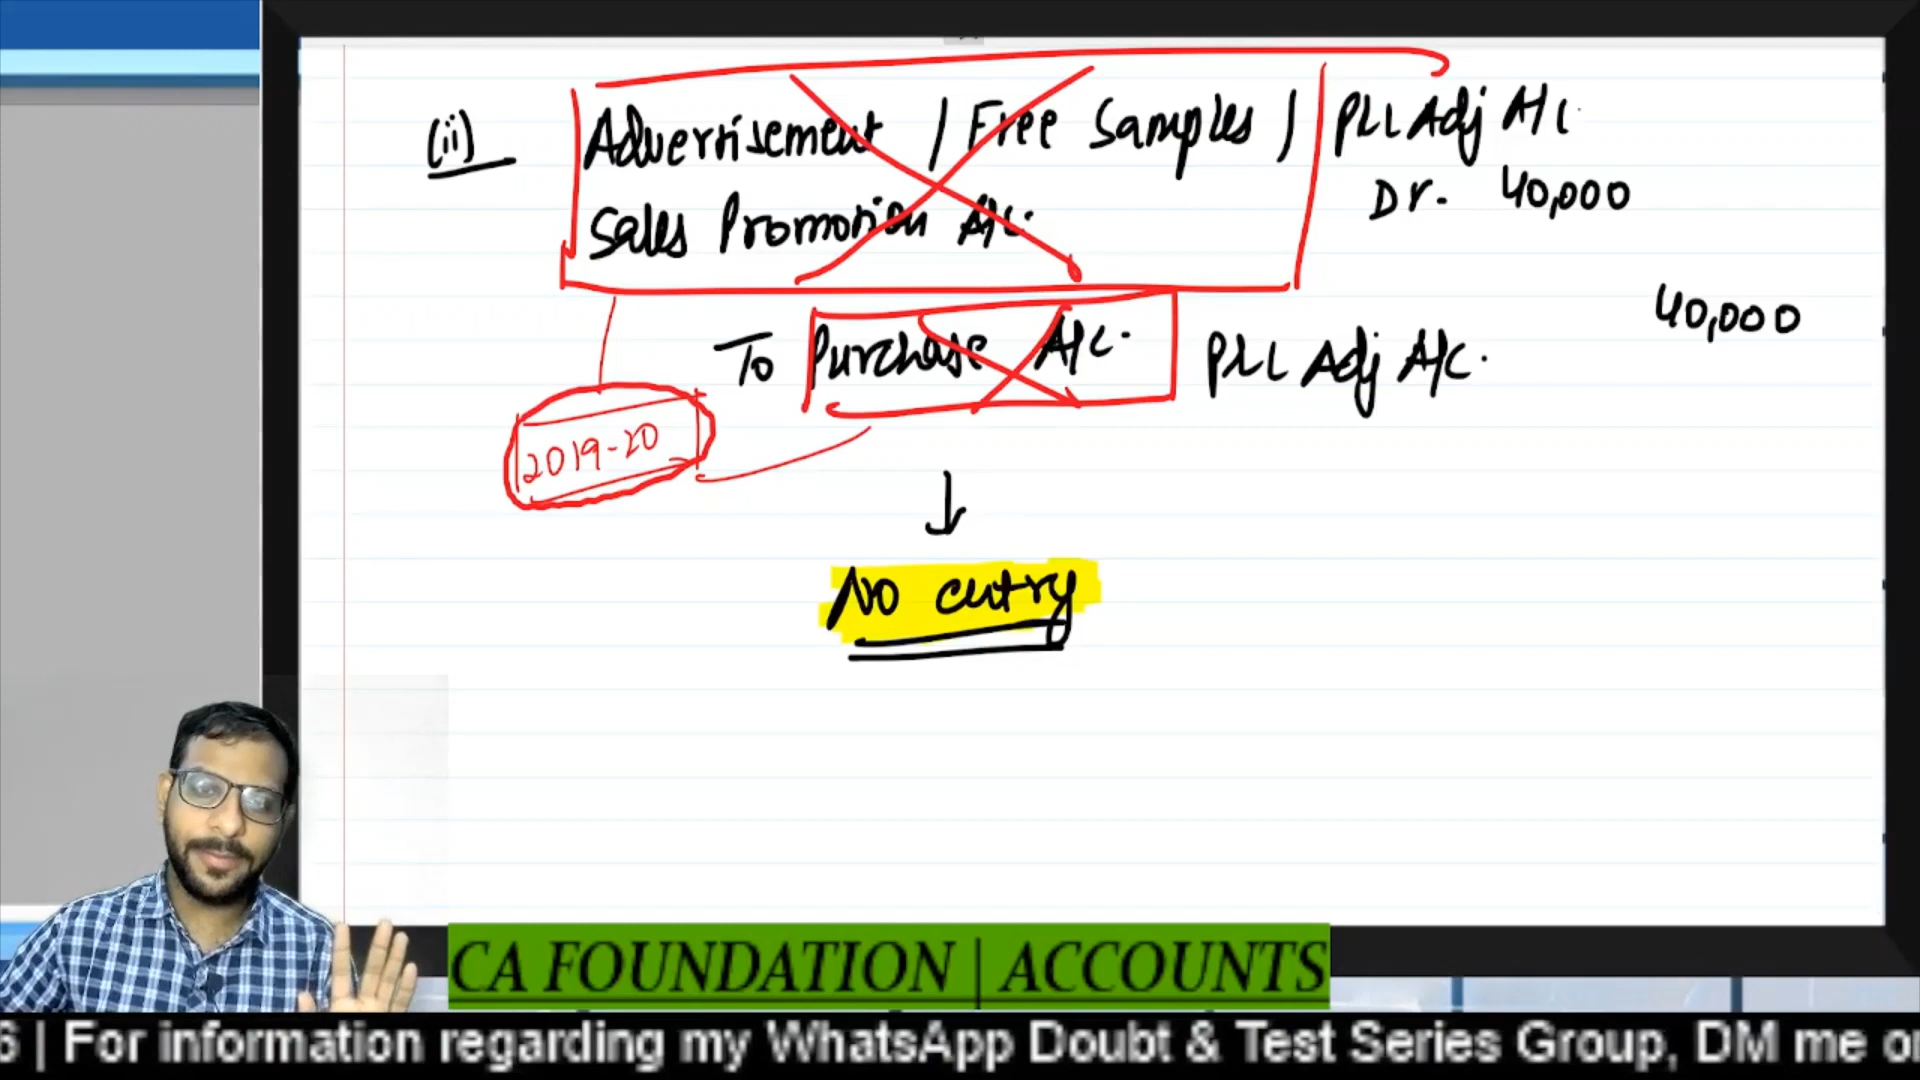 (ii) Advertisement / Free Samples / P&L Adj A/c.
Sales Promotion A/c. Dr. 40,000
To Purchase A/c. P&L Adj A/c. 40,000
2019-20
↓
No entry
CA FOUNDATION | ACCOUNTS
6 | For information regarding my WhatsApp Doubt & Test Series Group, DM me o